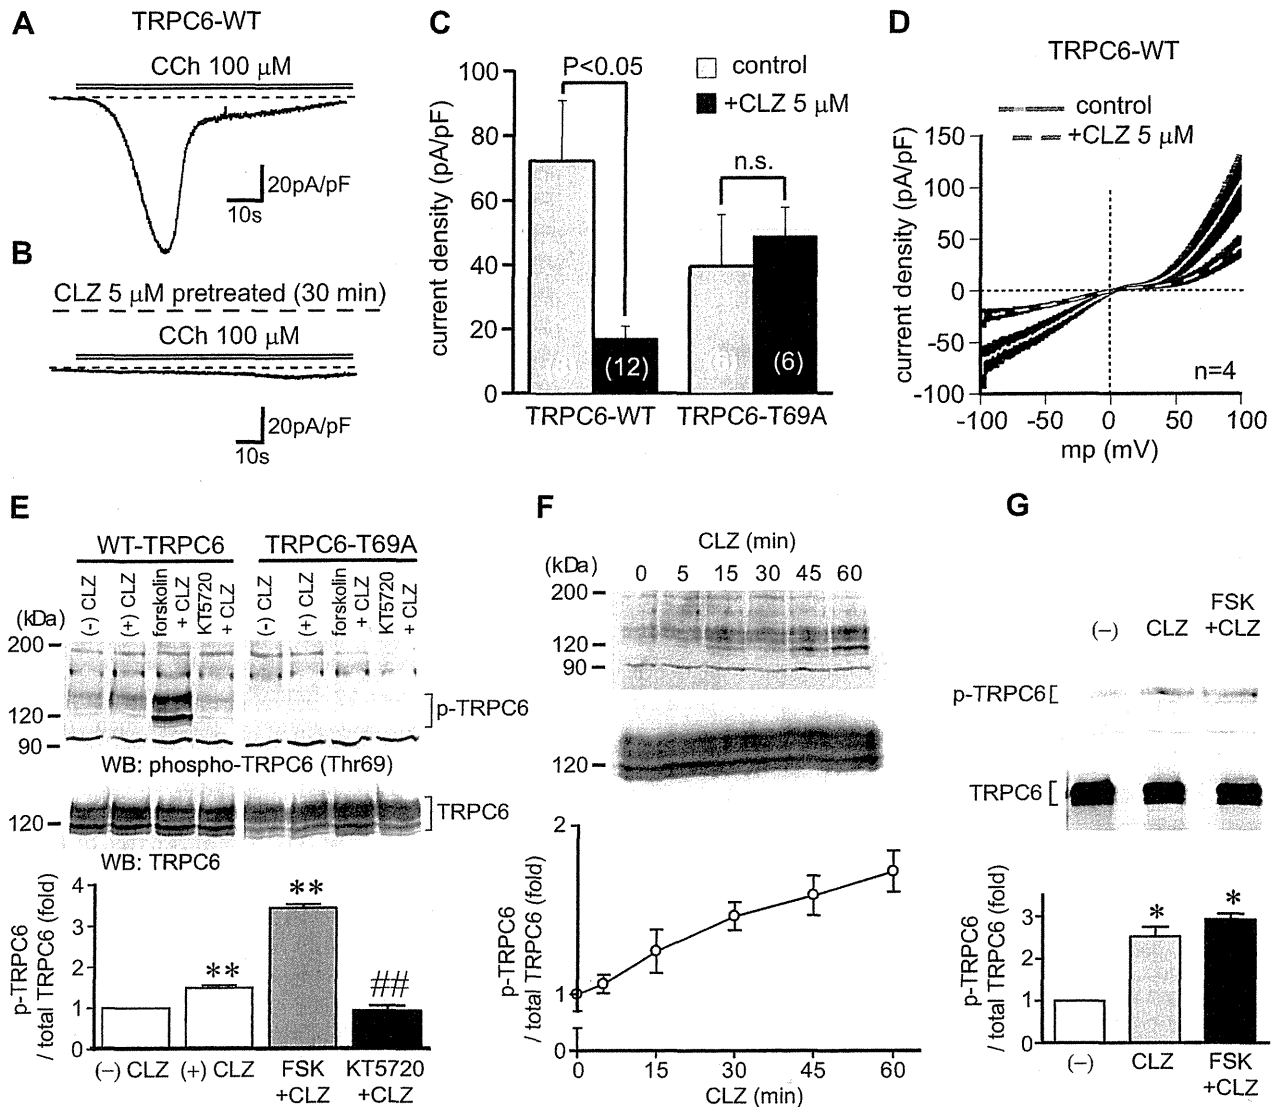 A
TRPC6-WT
CCh 100 µM
20pA/pF
10s
B
CLZ 5 µM pretreated (30 min)
CCh 100 µM
20pA/pF
10s
C
control
+CLZ 5 µM
P<0.05
n.s.
current density (pA/pF)
100
80
60
40
20
0
(12)
(6)
(6)
TRPC6-WT
TRPC6-T69A
D
TRPC6-WT
control
+CLZ 5 µM
current density (pA/pF)
150
100
50
0
-50
-100
n=4
-100
-50
0
50
100
mp (mV)
E
WT-TRPC6
TRPC6-T69A
(kDa)
(-) CLZ
(+) CLZ
forskolin
+ CLZ
KT5720
+ CLZ
(-) CLZ
(+) CLZ
forskolin
+ CLZ
KT5720
+ CLZ
200
120
90
p-TRPC6
WB: phospho-TRPC6 (Thr69)
120
TRPC6
WB: TRPC6
p-TRPC6
/ total TRPC6 (fold)
4
3
2
1
0
**
**
##
(–) CLZ
(+) CLZ
FSK
+CLZ
KT5720
+CLZ
F
CLZ (min)
(kDa)
0 5 15 30 45 60
200
120
90
120
p-TRPC6
/ total TRPC6 (fold)
2
1
0
0
15
30
45
60
CLZ (min)
G
(–)
CLZ
FSK
+CLZ
p-TRPC6
TRPC6
p-TRPC6
/ total TRPC6 (fold)
3
2
1
0
*
*
(–)
CLZ
FSK
+CLZ